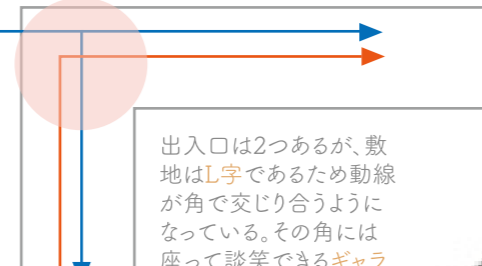 出入口は2つあるが、敷
地はL字であるため動線
が角で交じり合うように
なっている。その角には
座って談笑できるギャラ